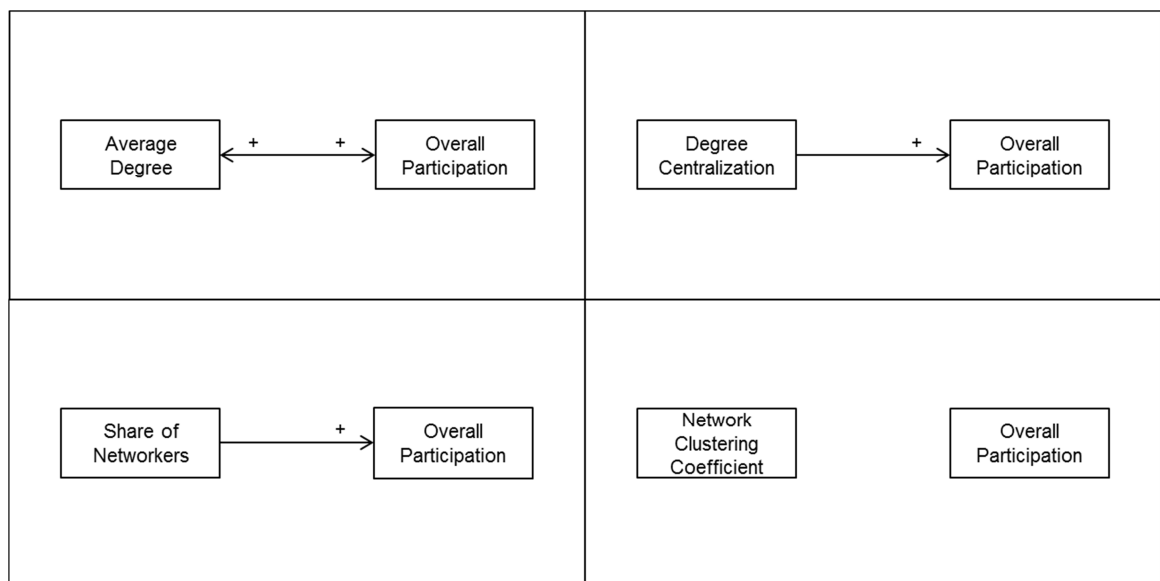 Average
Degree
+
+
Overall
Participation
Degree
Centralization
+
Overall
Participation
Share of
Networkers
+
Overall
Participation
Network
Clustering
Coefficient
Overall
Participation